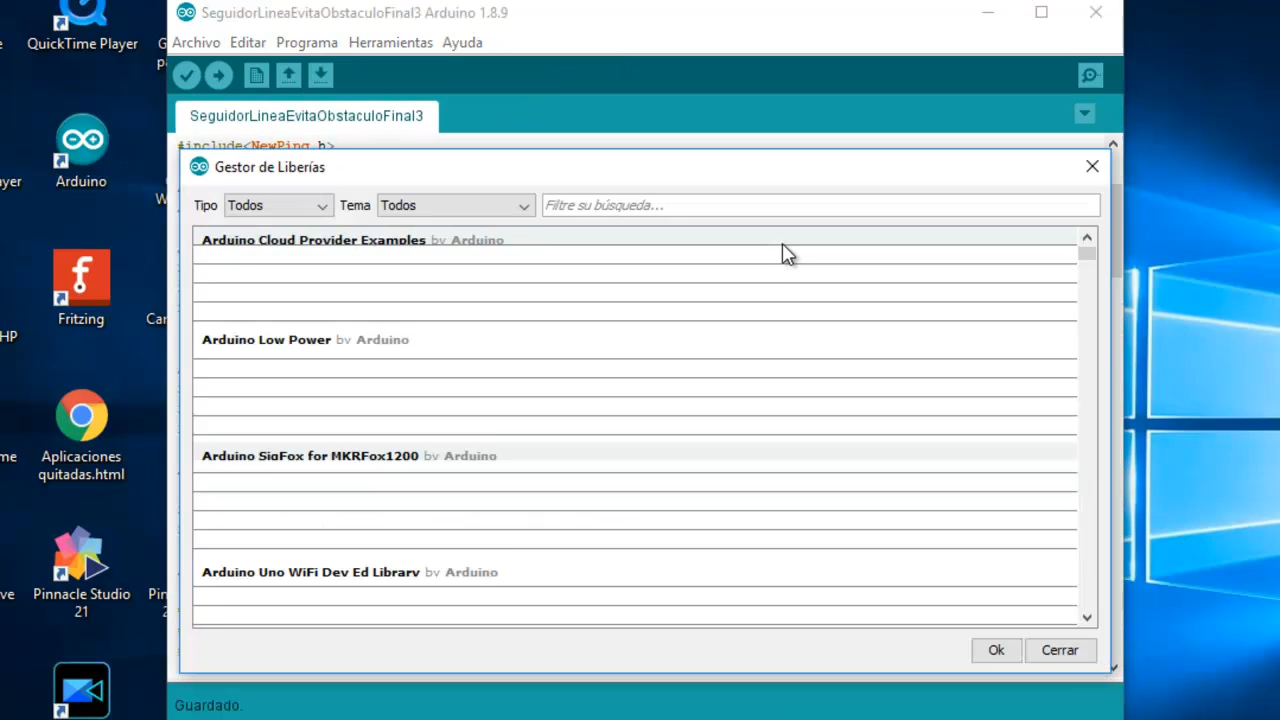 SeguidorLineaEvitaObstaculoFinal3 Arduino 1.8.9
QuickTime Player
Archivo Editar Programa Herramientas Ayuda
SeguidorLineaEvitaObstaculoFinal3
#include<NewPing.h>
Gestor de Liberías
Arduino
Tipo Todos Tema Todos Filtre su búsqueda...
Arduino Cloud Provider Examples by Arduino
Fritzing
HP
Arduino Low Power by Arduino
Aplicaciones
quitadas.html
Arduino SigFox for MKRFox1200 by Arduino
Arduino Uno WiFi Dev Ed Library by Arduino
Pinnacle Studio
21
Ok Cerrar
Guardado.